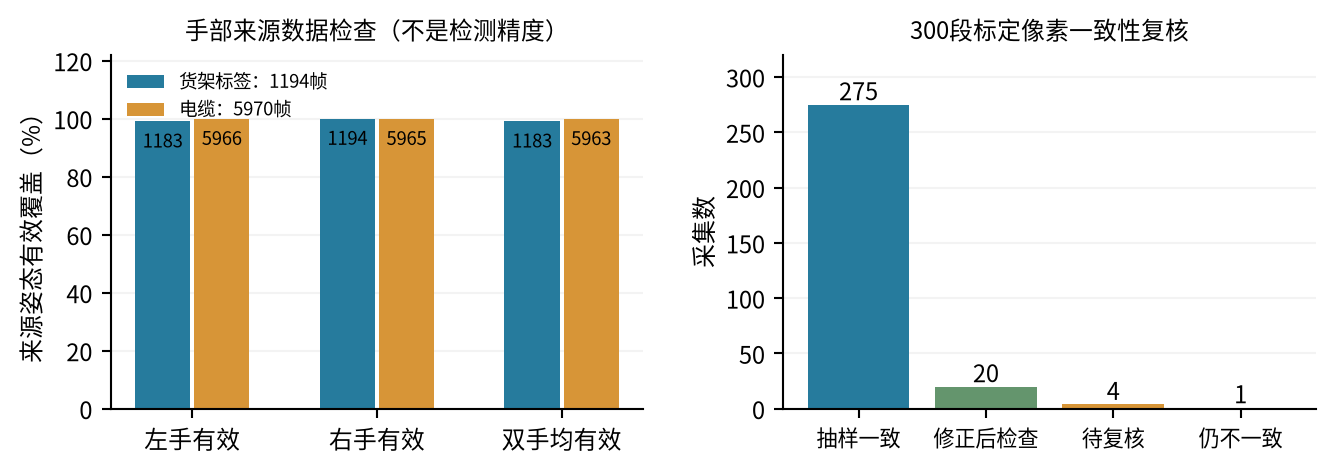 手部来源数据检查（不是检测精度）
来源姿态有效覆盖（%）
120
100
80
60
40
20
0
货架标签：1194帧
电缆：5970帧
1183
5966
1194
5965
1183
5963
左手有效
右手有效
双手均有效
300段标定像素一致性复核
采集数
300
250
200
150
100
50
0
275
20
4
1
抽样一致
修正后检查
待复核
仍不一致